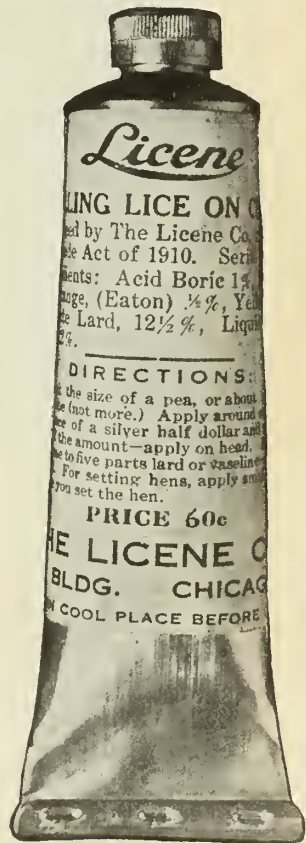 Licene
LING LICE ON C
ed by The Licene Co.
de Act of 1910. Seri
ents: Acid Boric 1%,
nge, (Eaton) ½%, Yel
e Lard, 12½%, Liqui
%.
DIRECTIONS:
the size of a pea, or about
(not more.) Apply around
of a silver half dollar and
the amount—apply on head,
e to five parts lard or vaseline
For setting hens, apply
you set the hen.
PRICE 60c
HE LICENE C
BLDG. CHICAG
N COOL PLACE BEFORE